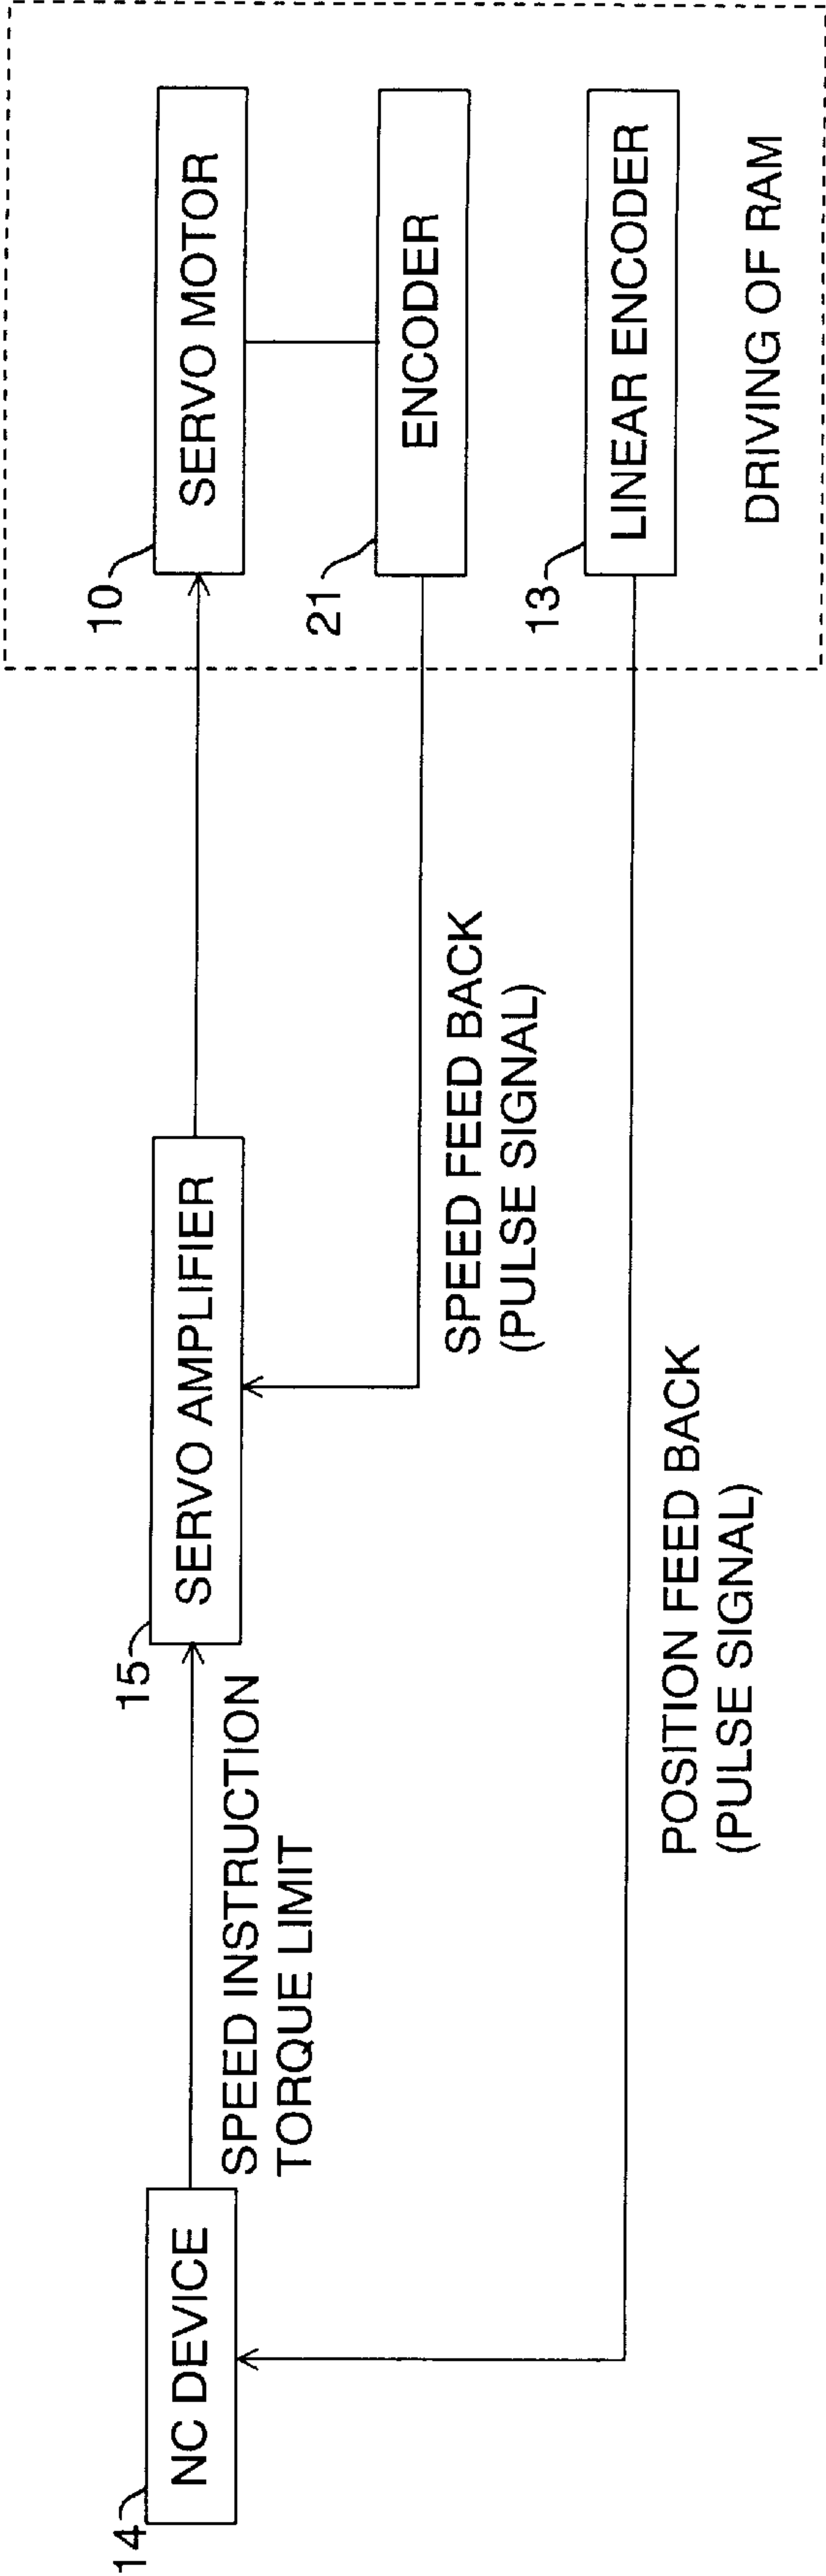 14
NC DEVICE
SPEED INSTRUCTION
TORQUE LIMIT
15
SERVO AMPLIFIER
10
SERVO MOTOR
21
ENCODER
SPEED FEED BACK
(PULSE SIGNAL)
13
LINEAR ENCODER
POSITION FEED BACK
(PULSE SIGNAL)
DRIVING OF RAM